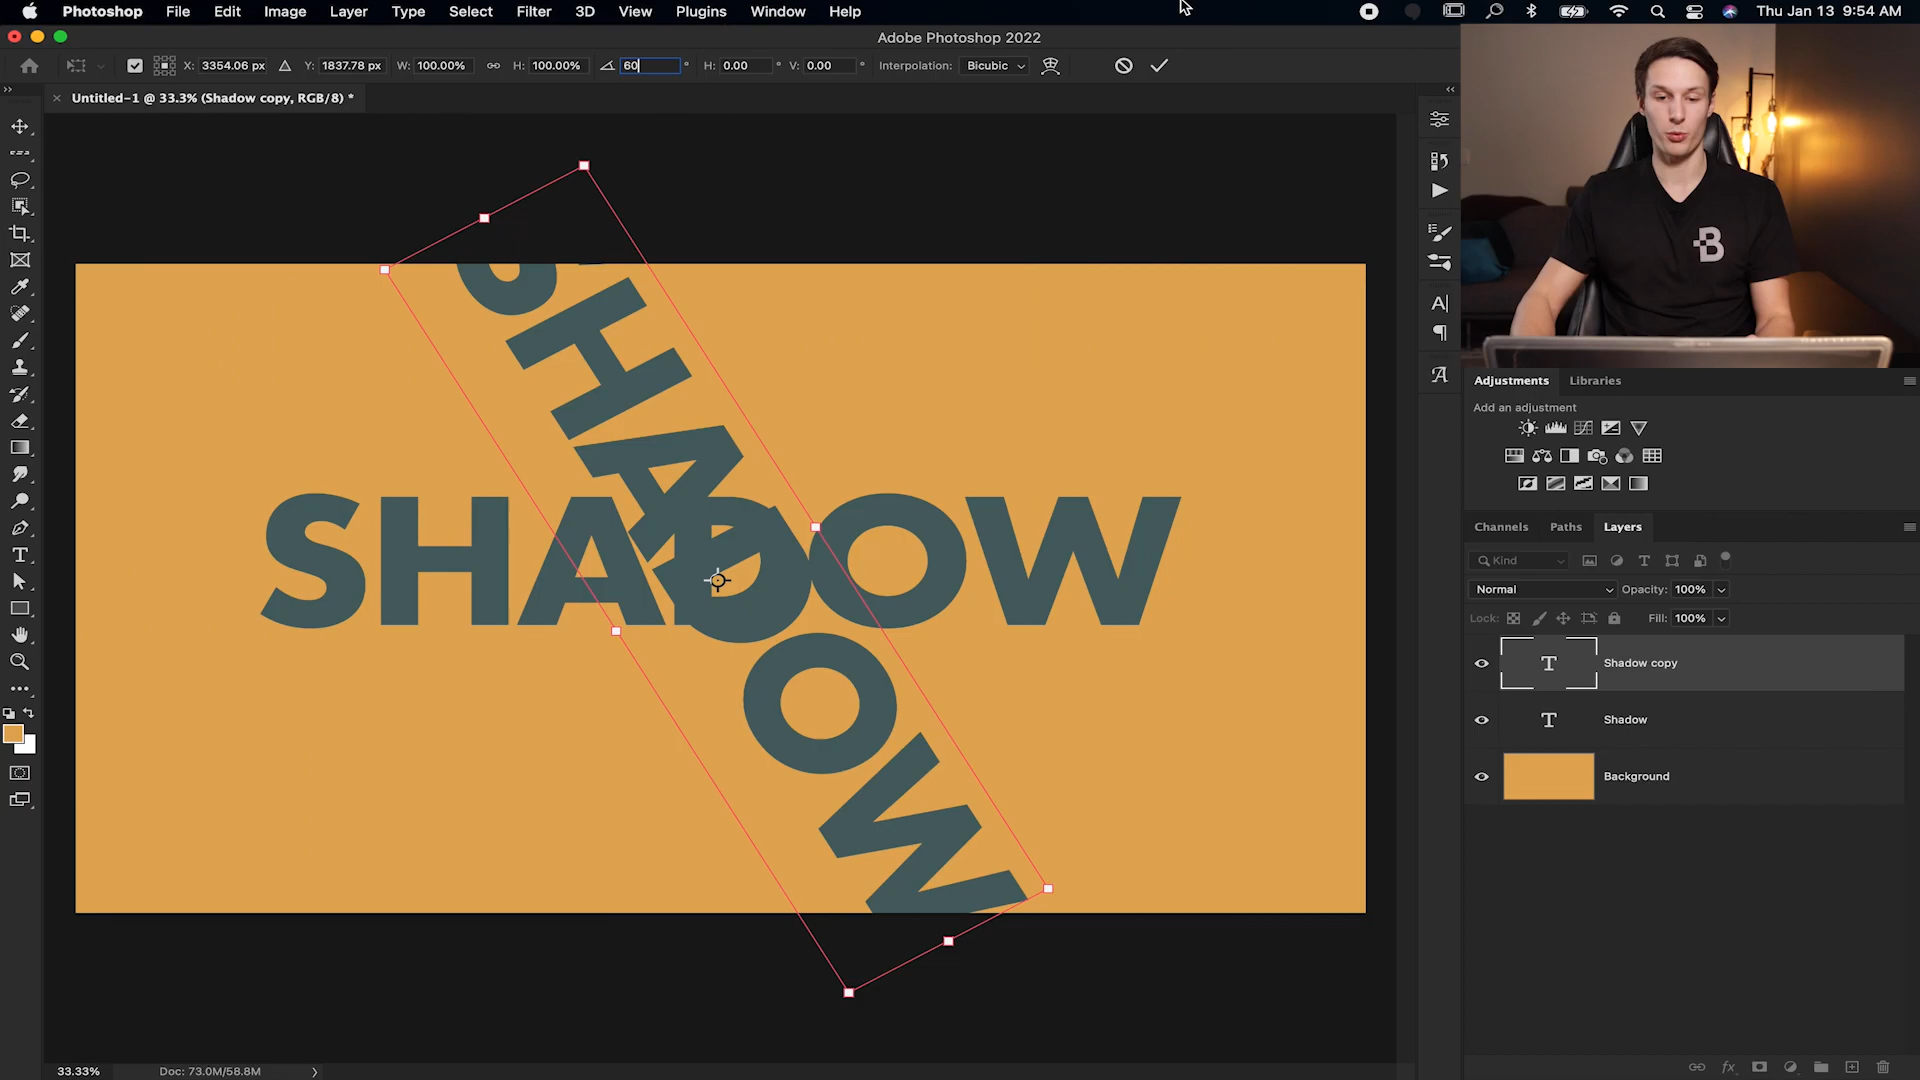 Photoshop File Edit Image Layer Type Select Filter 3D View Plugins Window Help Thu Jan 13 9:54 AM
Adobe Photoshop 2022
X: 3354.06 px Y: 1837.78 px W: 100.00% H: 100.00% 60 ° H: 0.00 ° V: 0.00 ° Interpolation: Bicubic
× Untitled-1 @ 33.3% (Shadow copy, RGB/8) *
SHADOW
SHADOW
B
Adjustments Libraries
Add an adjustment
Channels Paths Layers
Kind
Normal Opacity: 100%
Lock: Fill: 100%
T Shadow copy
T Shadow
Background
fx
33.33% Doc: 73.0M/58.8M